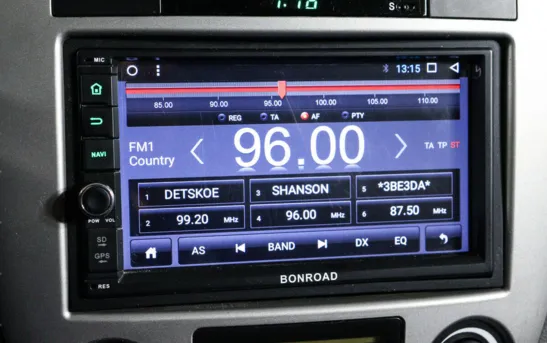 1:18 S
MIC
13:15
85.00 90.00 95.00 100.00 105.00 110.00
REG TA AF PTY
FM1
Country
96.00
TA TP ST
1 DETSKOE 3 SHANSON 5 *3BE3DA*
2 99.20 MHz 4 96.00 MHz 6 87.50 MHz
AS BAND DX EQ
NAVI
POW VOL
SD
GPS
RES
BONROAD